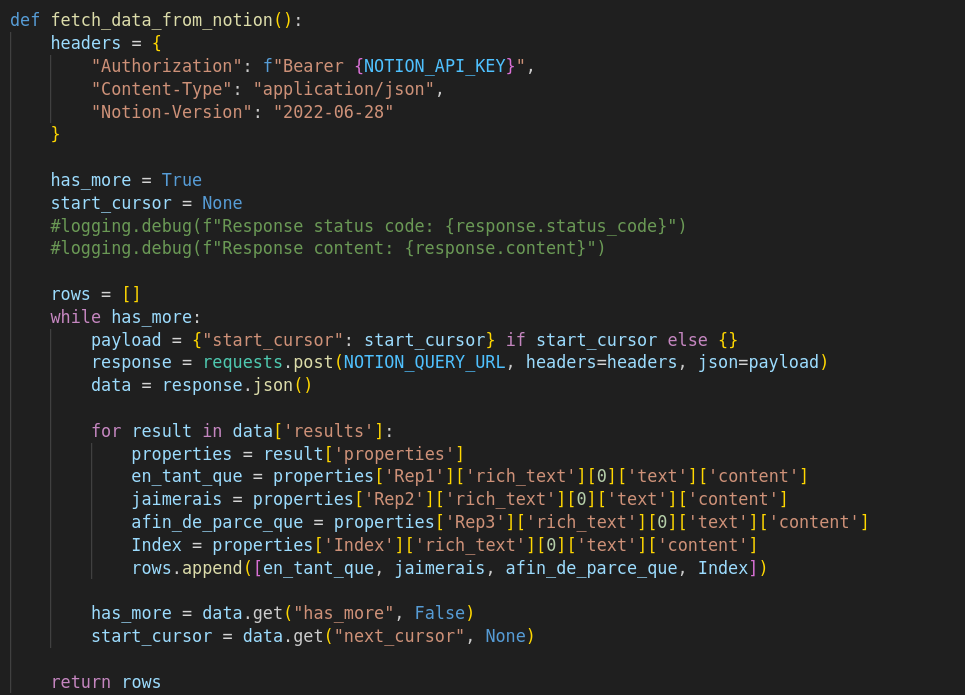 def fetch_data_from_notion():
    headers = {
        "Authorization": f"Bearer {NOTION_API_KEY}",
        "Content-Type": "application/json",
        "Notion-Version": "2022-06-28"
    }

    has_more = True
    start_cursor = None
    #logging.debug(f"Response status code: {response.status_code}")
    #logging.debug(f"Response content: {response.content}")

    rows = []
    while has_more:
        payload = {"start_cursor": start_cursor} if start_cursor else {}
        response = requests.post(NOTION_QUERY_URL, headers=headers, json=payload)
        data = response.json()

        for result in data['results']:
            properties = result['properties']
            en_tant_que = properties['Rep1']['rich_text'][0]['text']['content']
            jaimerais = properties['Rep2']['rich_text'][0]['text']['content']
            afin_de_parce_que = properties['Rep3']['rich_text'][0]['text']['content']
            Index = properties['Index']['rich_text'][0]['text']['content']
            rows.append([en_tant_que, jaimerais, afin_de_parce_que, Index])

        has_more = data.get("has_more", False)
        start_cursor = data.get("next_cursor", None)

    return rows